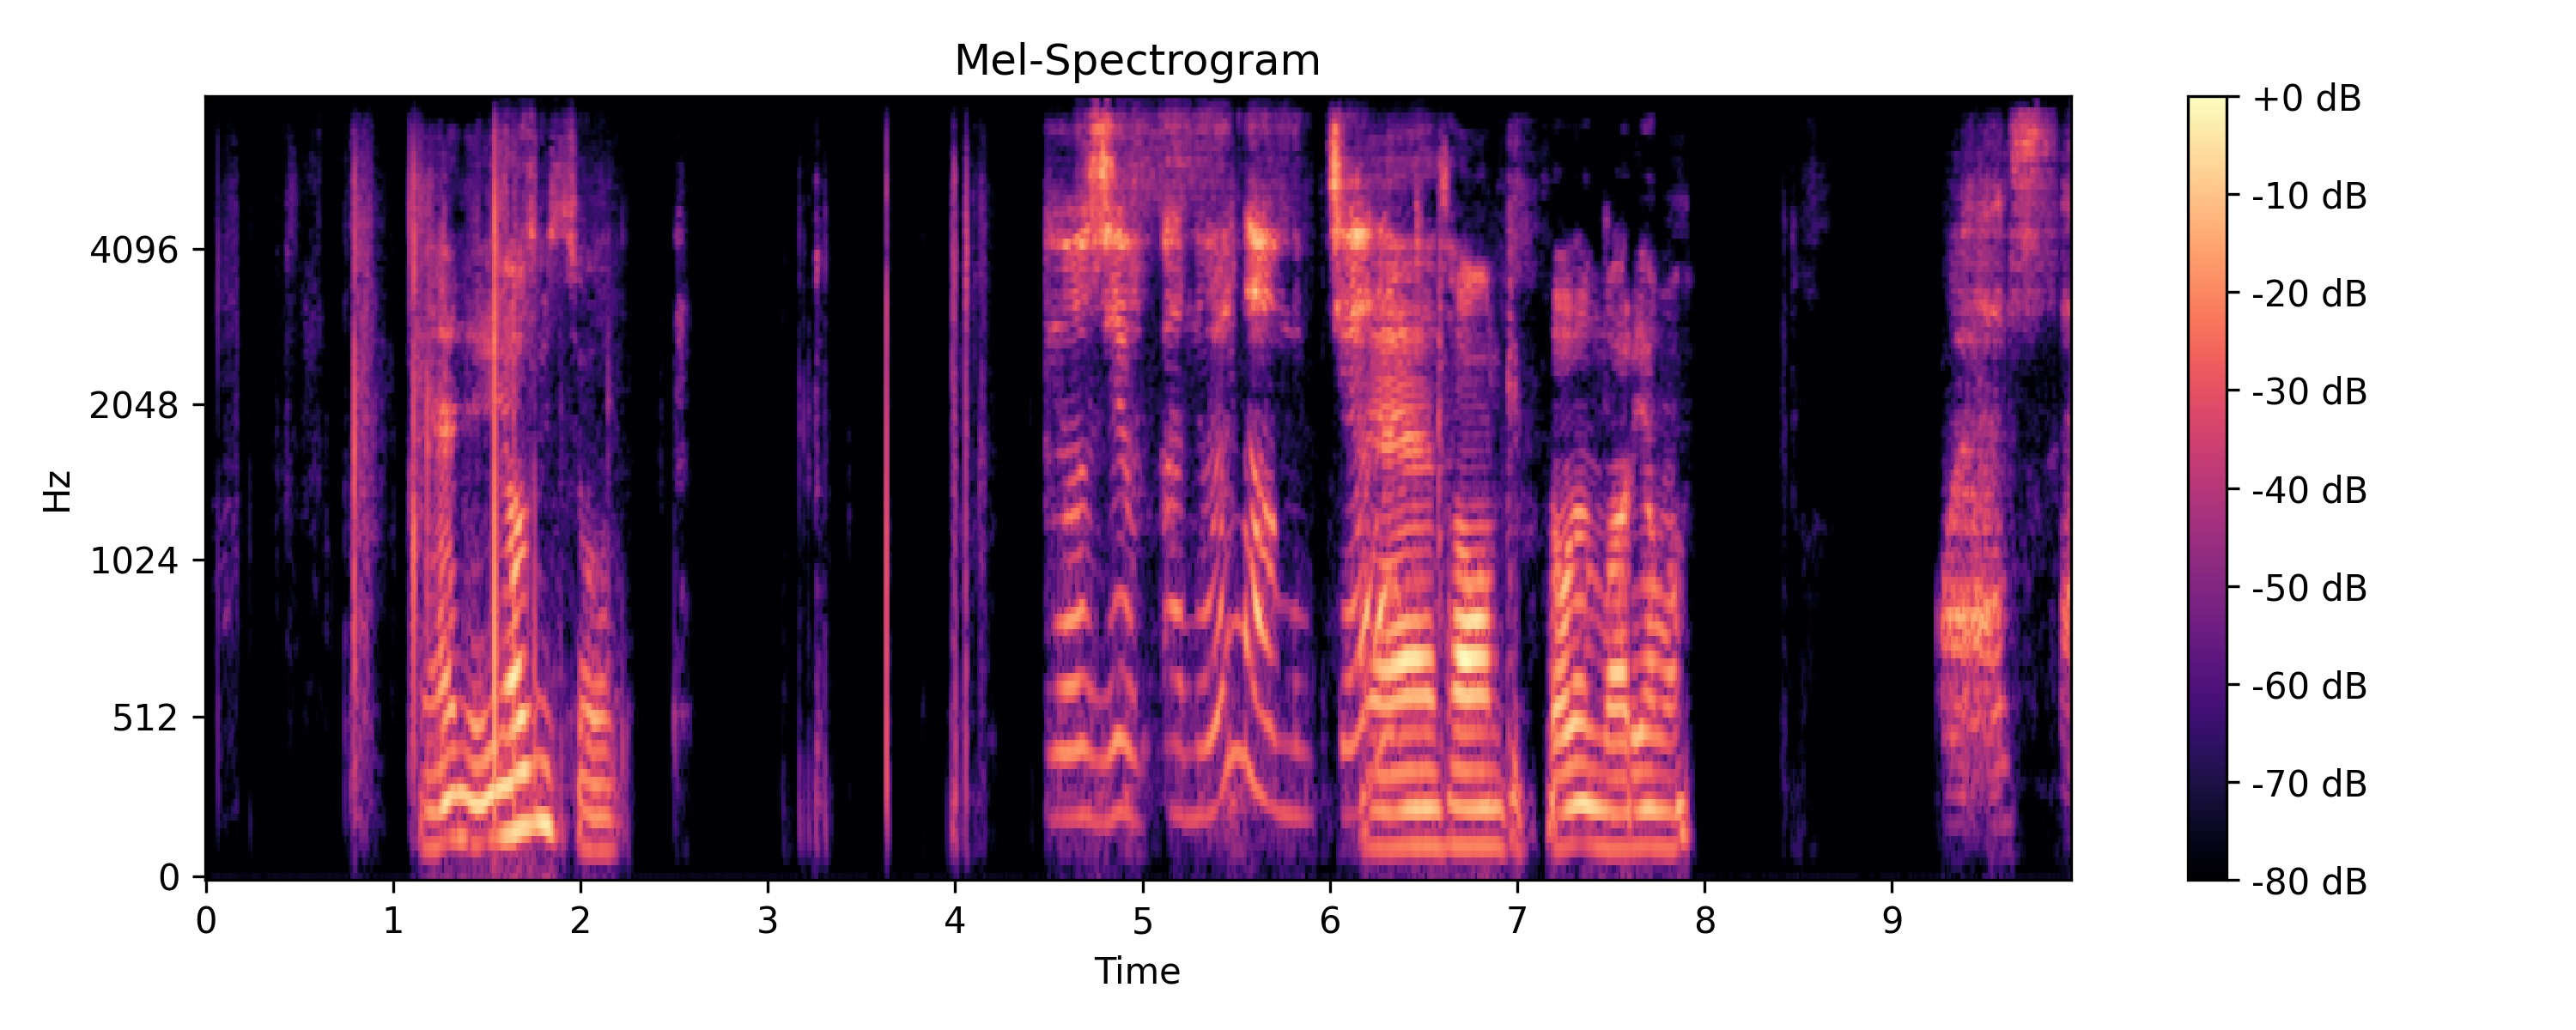 Mel-Spectrogram
+0 dB
-10 dB
-20 dB
-30 dB
-40 dB
-50 dB
-60 dB
-70 dB
-80 dB
4096
2048
1024
512
0
Hz
0 1 2 3 4 5 6 7 8 9
Time